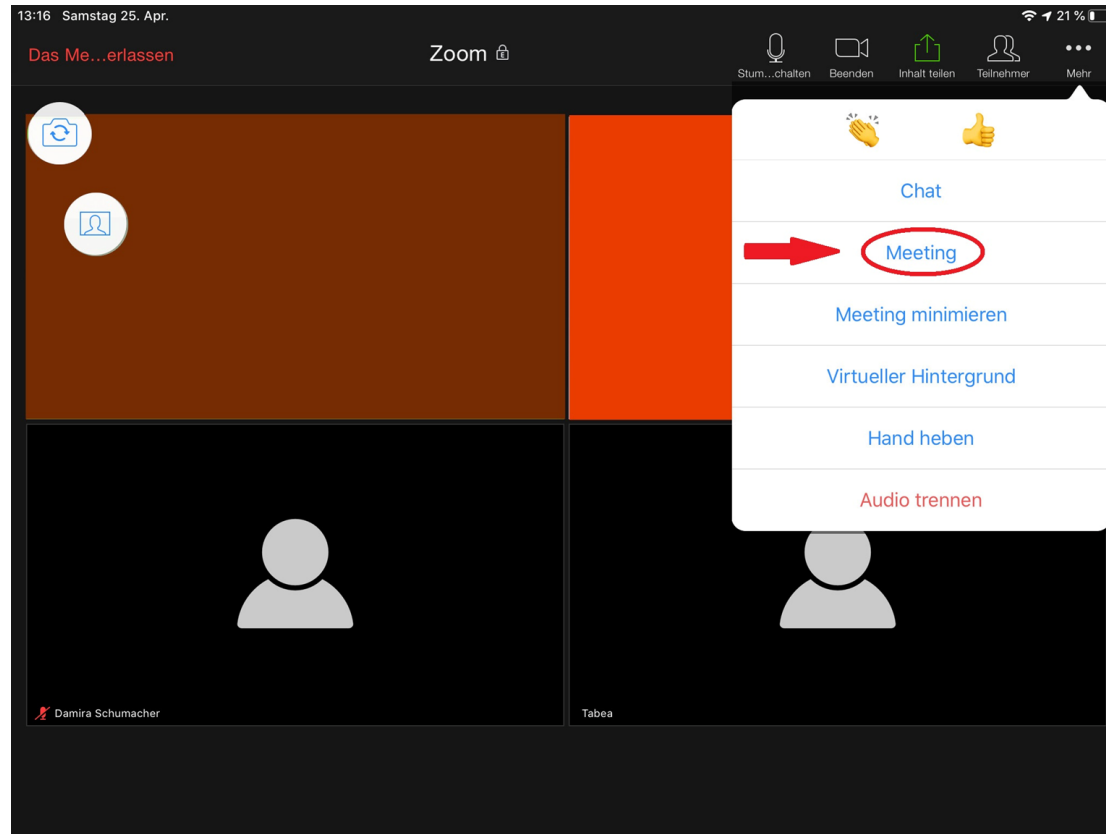 13:16 Samstag 25. Apr.
21 %
Das Me...erlassen
Zoom
Stum...chalten
Beenden
Inhalt teilen
Teilnehmer
Mehr
Chat
Meeting
Meeting minimieren
Virtueller Hintergrund
Hand heben
Audio trennen
Damira Schumacher
Tabea